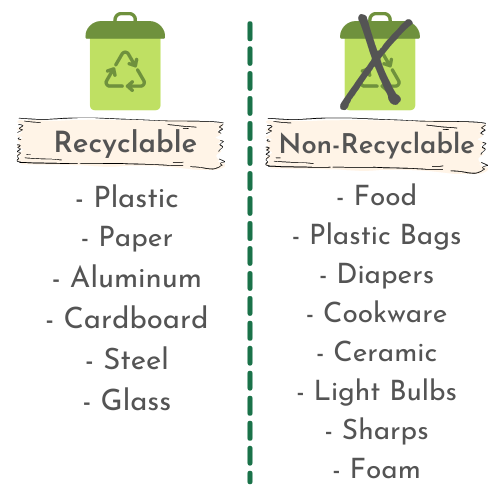 Recyclable
- Plastic
- Paper
- Aluminum
- Cardboard
- Steel
- Glass
Non-Recyclable
- Food
- Plastic Bags
- Diapers
- Cookware
- Ceramic
- Light Bulbs
- Sharps
- Foam